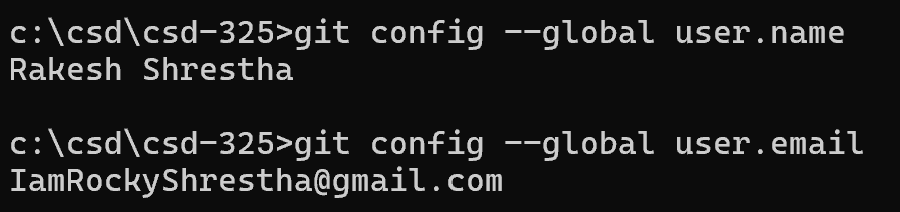 c:\csd\csd-325>git config --global user.name
Rakesh Shrestha
c:\csd\csd-325>git config --global user.email
IamRockyShrestha@gmail.com